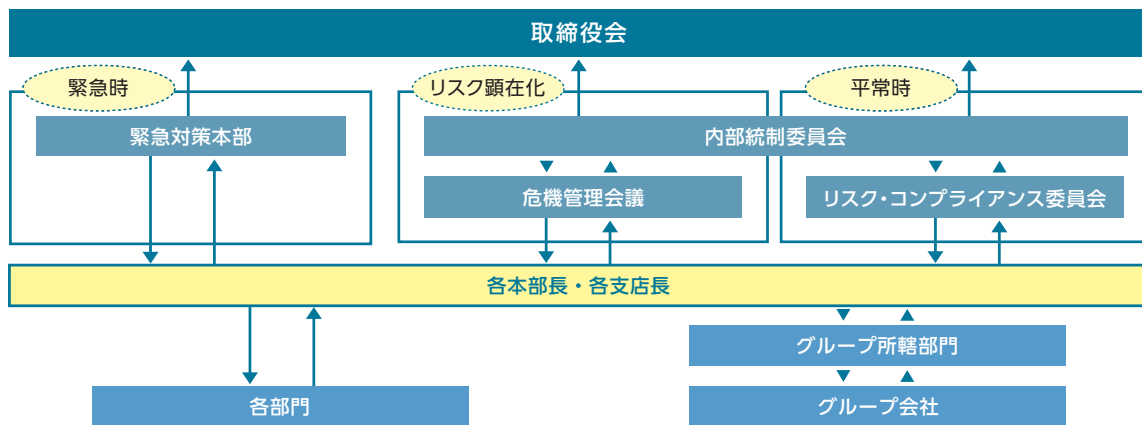 取締役会
緊急時
リスク顕在化
平常時
緊急対策本部
内部統制委員会
危機管理会議
リスク・コンプライアンス委員会
各本部長・各支店長
グループ所轄部門
各部門
グループ会社